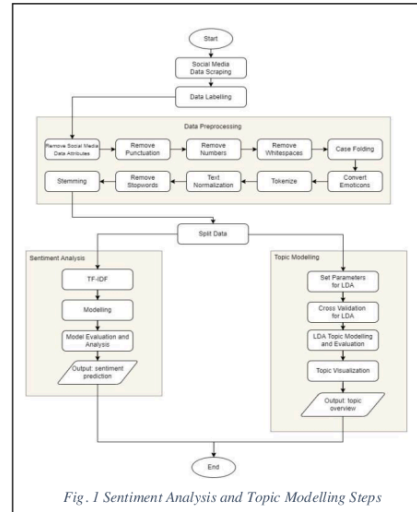 Start
Social Media
Data Scraping
Data Labelling
Data Preprocessing
Remove Social Media
Data Attributes
Remove
Punctuation
Remove
Numbers
Remove
Whitespaces
Case Folding
Stemming
Remove
Stopwords
Text
Normalization
Tokenize
Convert
Emoticons
Split Data
Sentiment Analysis
TF-IDF
Modelling
Model Evaluation and
Analysis
Output: sentiment
prediction
Topic Modelling
Set Parameters
for LDA
Cross Validation
for LDA
LDA Topic Modelling
and Evaluation
Topic Visualization
Output: topic
overview
End
Fig. 1 Sentiment Analysis and Topic Modelling Steps